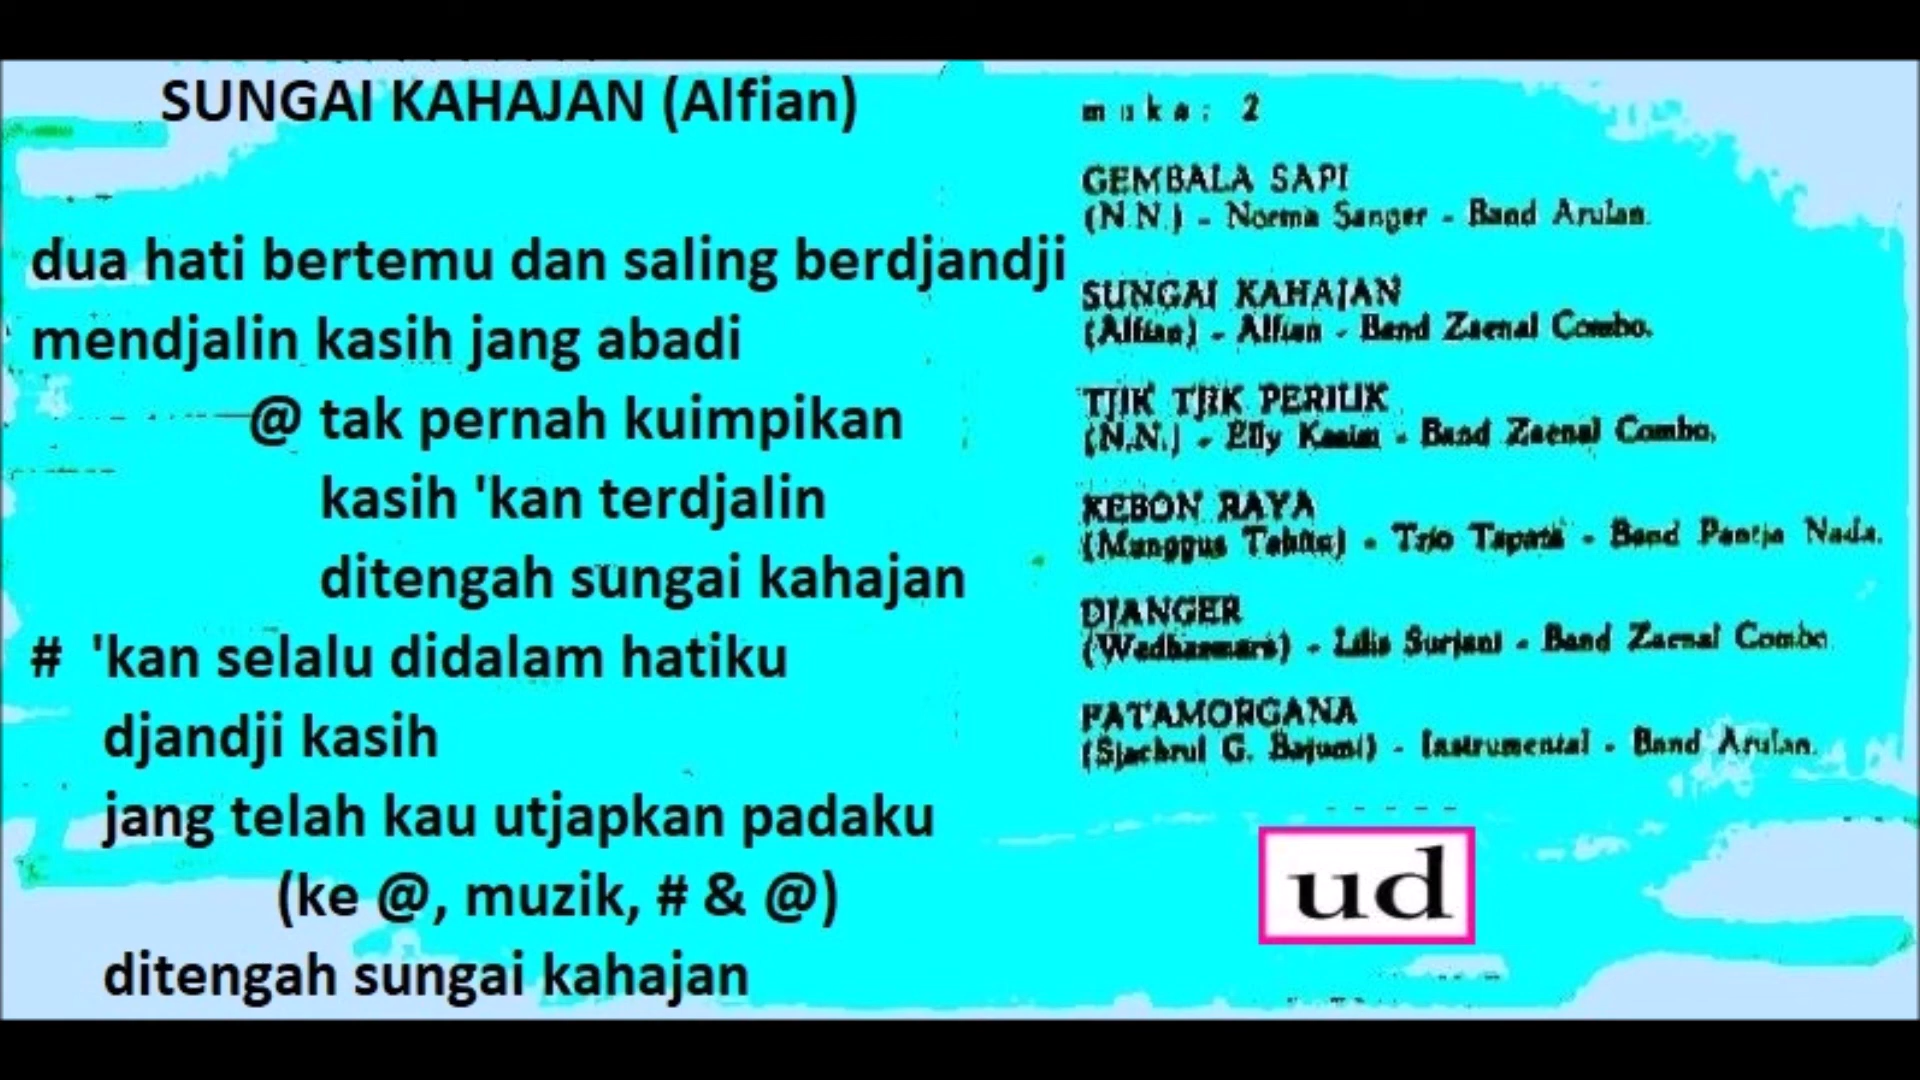 SUNGAI KAHAJAN (Alfian)
dua hati bertemu dan saling berdjandji
mendjalin kasih jang abadi
@ tak pernah kuimpikan
kasih 'kan terdjalin
ditengah sungai kahajan
# 'kan selalu didalam hatiku
djandji kasih
jang telah kau utjapkan padaku
(ke @, muzik, # & @)
ditengah sungai kahajan
muka: 2
GEMBALA SAPI
(N.N.) - Norma Sanger - Band Arulan.
SUNGAI KAHAJAN
(Alfian) - Alfian - Band Zaenal Combo.
TJIK TJIK PERIUK
(N.N.) - Elly Kasim - Band Zaenal Combo.
KEBON RAYA
- Trio - Band Pantja Nada.
DJANGER
- Lilis Surjani - Band Zaenal Combo.
FATAMORGANA
(Sjachrul G. Bajumi) - Instrumental - Band Arulan.
ud